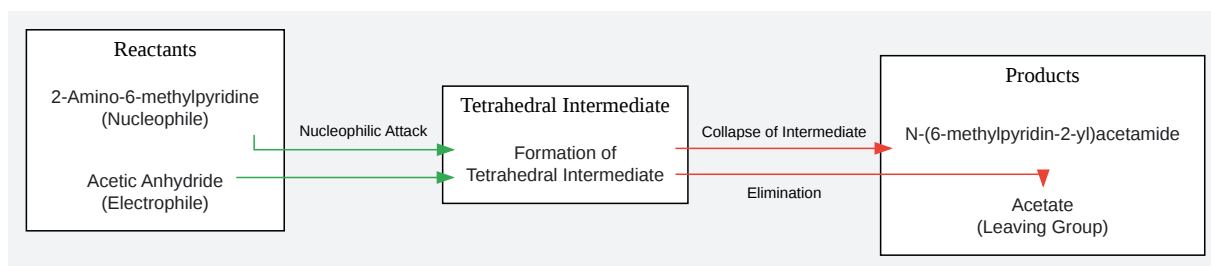 Reactants
2-Amino-6-methylpyridine
(Nucleophile)
Acetic Anhydride
(Electrophile)
Nucleophilic Attack
Tetrahedral Intermediate
Formation of
Tetrahedral Intermediate
Collapse of Intermediate
Elimination
Products
N-(6-methylpyridin-2-yl)acetamide
Acetate
(Leaving Group)